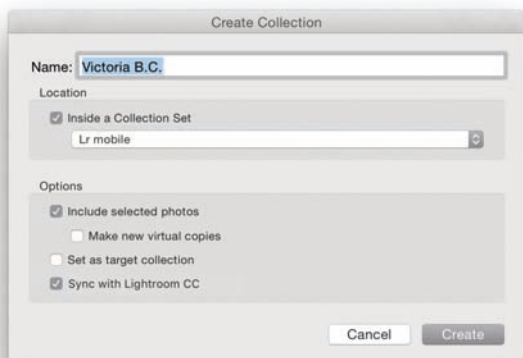 Create Collection
Name: Victoria B.C.
Location
Inside a Collection Set
Lr mobile
Options
Include selected photos
Make new virtual copies
Set as target collection
Sync with Lightroom CC
Cancel Create